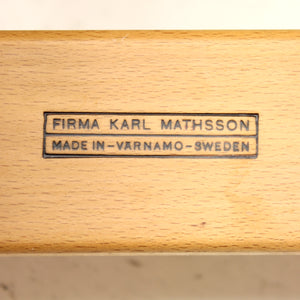 FIRMA KARL MATHSSON
MADE IN-VÄRNAMO-SWEDEN